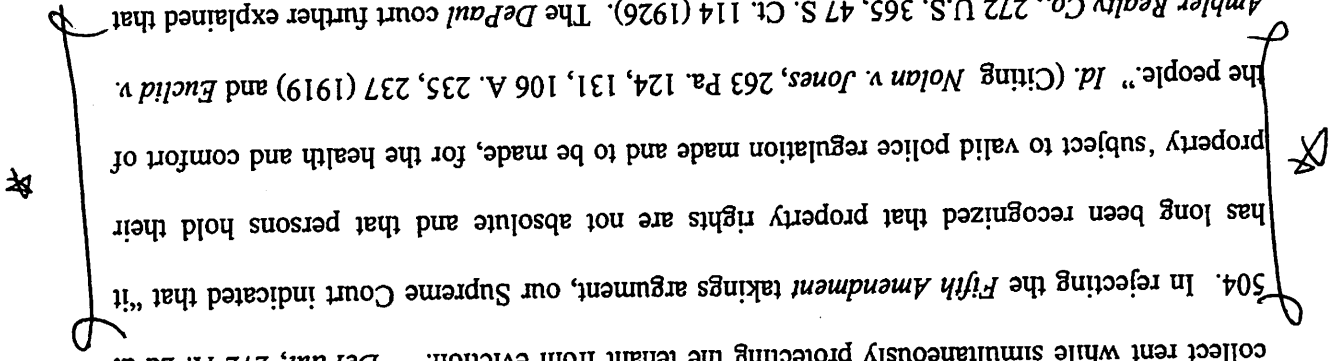 collect rent while simultaneously protecting the tenant from eviction."
504. In rejecting the Fifth Amendment takings argument, our Supreme Court indicated that "it
has long been recognized that property rights are not absolute and that persons hold their
property 'subject to valid police regulation made and to be made, for the health and comfort of
the people." Id. (Citing Nolan v. Jones, 263 Pa. 124, 131, 106 A. 235, 237 (1919) and Euclid v.
Ambler Realty Co., 272 U.S. 365, 47 S. Ct. 114 (1926). The DePaul court further explained that